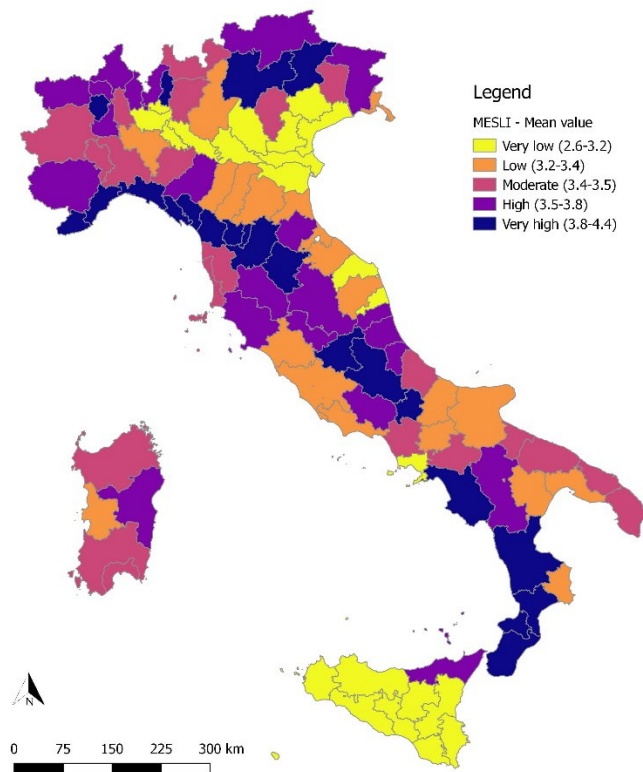 Legend
MESLI - Mean value
Very low (2.6-3.2)
Low (3.2-3.4)
Moderate (3.4-3.5)
High (3.5-3.8)
Very high (3.8-4.4)
N
0 75 150 225 300 km